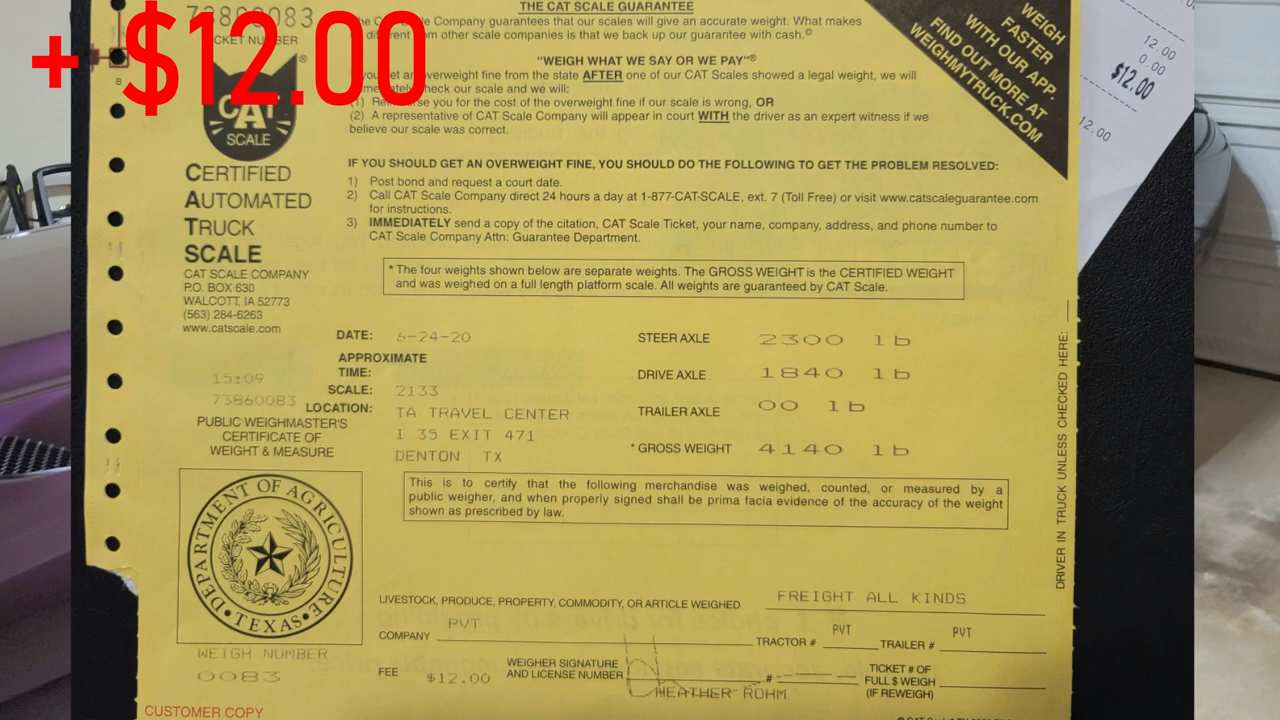 + $12.00
THE CAT SCALE GUARANTEE
The CAT Scale Company guarantees that our scales will give an accurate weight. What makes
us different from other scale companies is that we back up our guarantee with cash.©
"WEIGH WHAT WE SAY OR WE PAY"®
If you get an overweight fine from the state AFTER one of our CAT Scales showed a legal weight, we will
immediately check our scale and we will:
(1) Reimburse you for the cost of the overweight fine if our scale is wrong, OR
(2) A representative of CAT Scale Company will appear in court WITH the driver as an expert witness if we
believe our scale was correct.
WEIGH
FASTER
WITH OUR APP.
FIND OUT MORE AT
WEIGHMYTRUCK.COM
12.00
0.00
$12.00
12.00
TICKET NUMBER
B
CAT
SCALE
®
CERTIFIED
AUTOMATED
TRUCK
SCALE
CAT SCALE COMPANY
P.O. BOX 630
WALCOTT, IA 52773
(563) 284-6263
www.catscale.com
IF YOU SHOULD GET AN OVERWEIGHT FINE, YOU SHOULD DO THE FOLLOWING TO GET THE PROBLEM RESOLVED:
1) Post bond and request a court date.
2) Call CAT Scale Company direct 24 hours a day at 1-877-CAT-SCALE, ext. 7 (Toll Free) or visit www.catscaleguarantee.com
for instructions.
3) IMMEDIATELY send a copy of the citation, CAT Scale Ticket, your name, company, address, and phone number to
CAT Scale Company Attn: Guarantee Department.
* The four weights shown below are separate weights. The GROSS WEIGHT is the CERTIFIED WEIGHT
and was weighed on a full length platform scale. All weights are guaranteed by CAT Scale.
DATE: 6-24-20
APPROXIMATE
TIME: 15:09
73860083
SCALE: 2133
LOCATION: TA TRAVEL CENTER
I 35 EXIT 471
DENTON TX
STEER AXLE 2300 lb
DRIVE AXLE 1840 lb
TRAILER AXLE 00 lb
* GROSS WEIGHT 4140 lb
PUBLIC WEIGHMASTER'S
CERTIFICATE OF
WEIGHT & MEASURE
DRIVER IN TRUCK UNLESS CHECKED HERE:
This is to certify that the following merchandise was weighed, counted, or measured by a
public weigher, and when properly signed shall be prima facia evidence of the accuracy of the weight
shown as prescribed by law.
DEPARTMENT OF AGRICULTURE
TEXAS
WEIGH NUMBER
0083
LIVESTOCK, PRODUCE, PROPERTY, COMMODITY, OR ARTICLE WEIGHED FREIGHT ALL KINDS
COMPANY PVT TRACTOR # PVT TRAILER # PVT
FEE $12.00 WEIGHER SIGNATURE
AND LICENSE NUMBER # HEATHER ROHM
TICKET # OF
FULL $ WEIGH
(IF REWEIGH)
CUSTOMER COPY